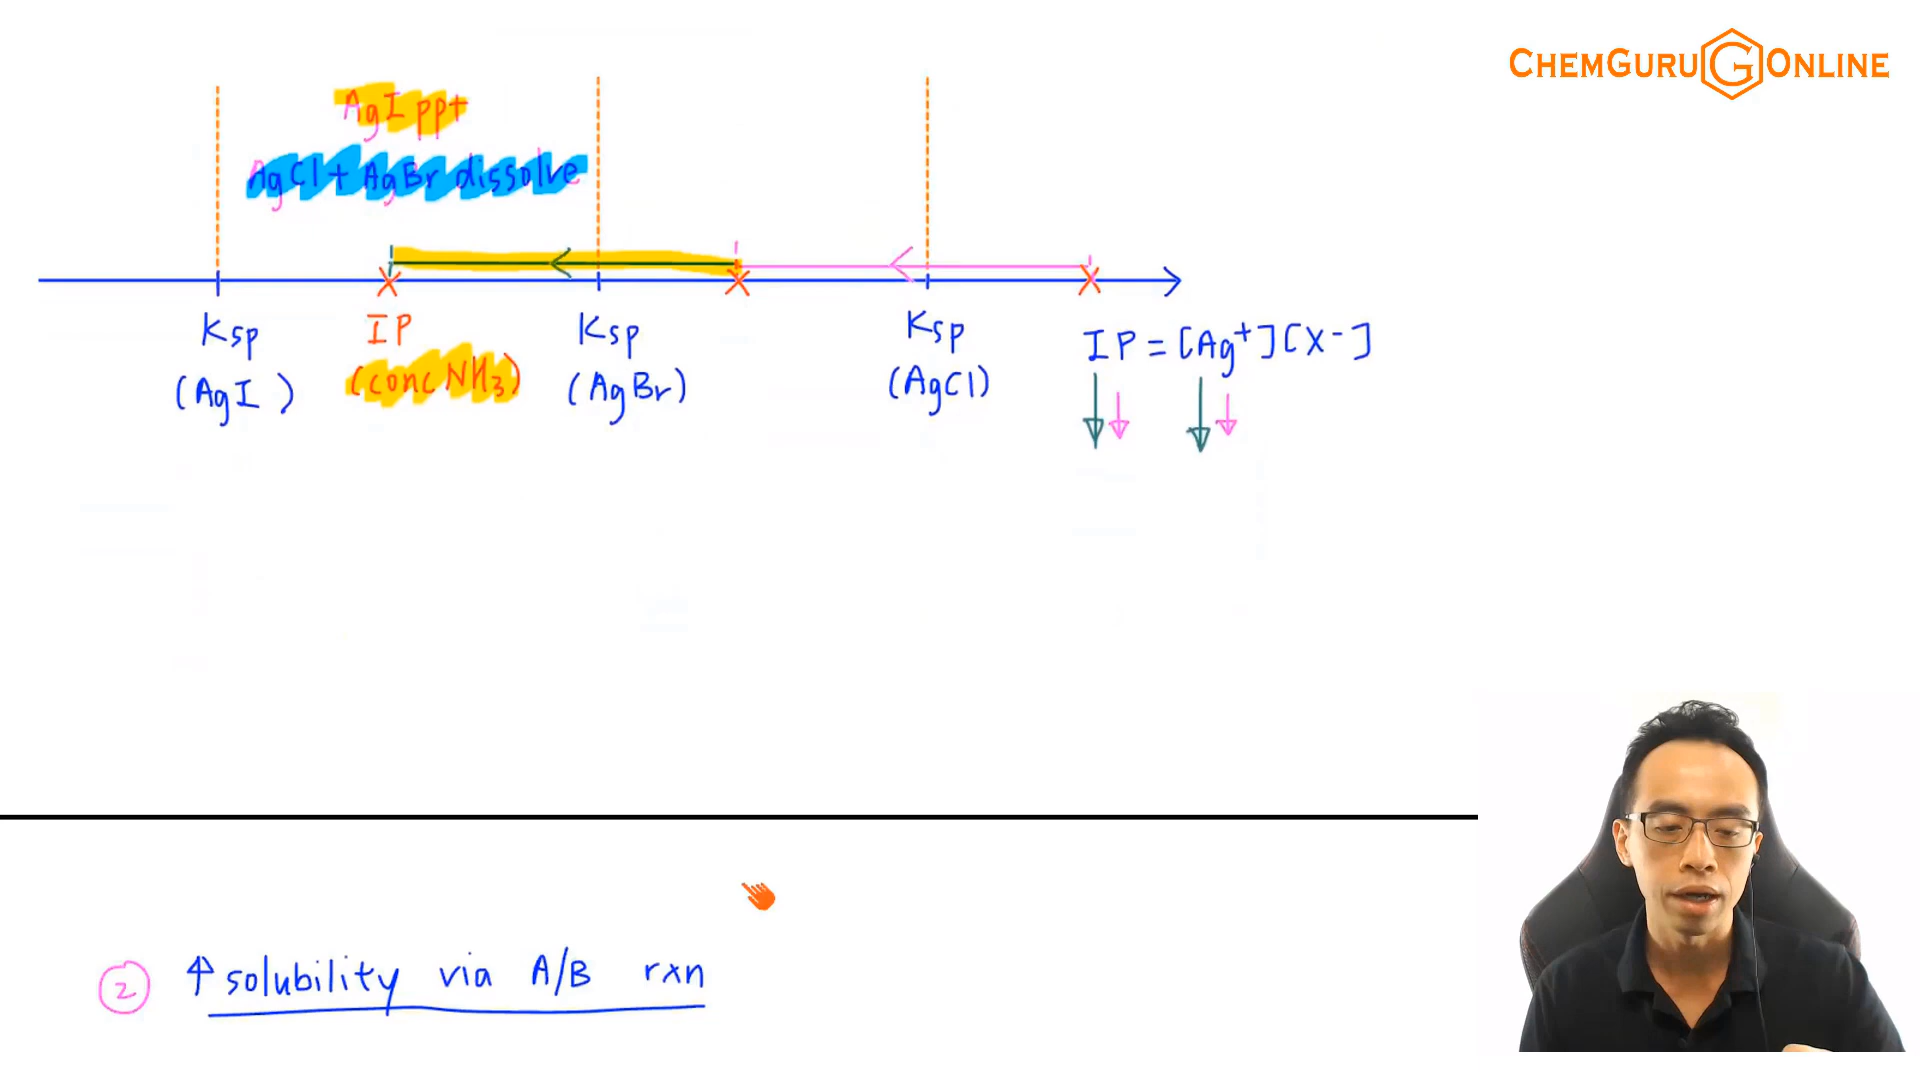 CHEMGURU G ONLINE
AgI ppt
AgCl + AgBr dissolve
Ksp
(AgI)
IP
(conc NH₃)
Ksp
(AgBr)
Ksp
(AgCl)
IP = [Ag⁺][X⁻]
② ↑ solubility via A/B rxn